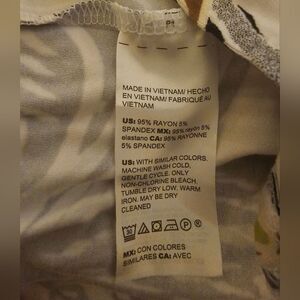 MADE IN VIETNAM/ HECHO
EN VIETNAM/ FABRIQUÉ AU
VIETNAM
US: 95% RAYON 5%
SPANDEX MX: 95% rayón 5%
elastano CA: 95% RAYONNE
5% SPANDEX
US: WITH SIMILAR COLORS.
MACHINE WASH COLD,
GENTLE CYCLE. ONLY
NON-CHLORINE BLEACH,
TUMBLE DRY LOW. WARM
IRON. MAY BE DRY
CLEANED
MX: CON COLORES
SIMILARES CA: AVEC